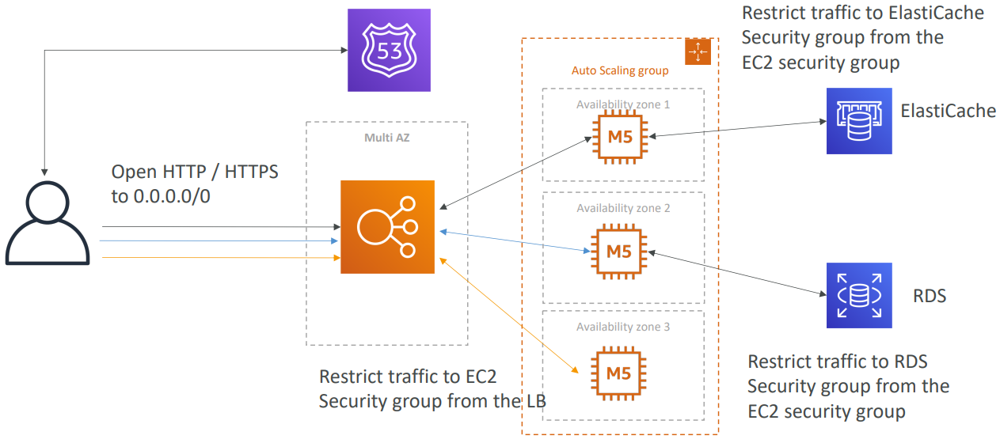 Restrict traffic to ElastiCache
Security group from the
EC2 security group
53
Auto Scaling group
Availability zone 1
M5
ElastiCache
Multi AZ
Open HTTP / HTTPS
to 0.0.0.0/0
Availability zone 2
M5
RDS
Availability zone 3
M5
Restrict traffic to EC2
Security group from the LB
Restrict traffic to RDS
Security group from the
EC2 security group